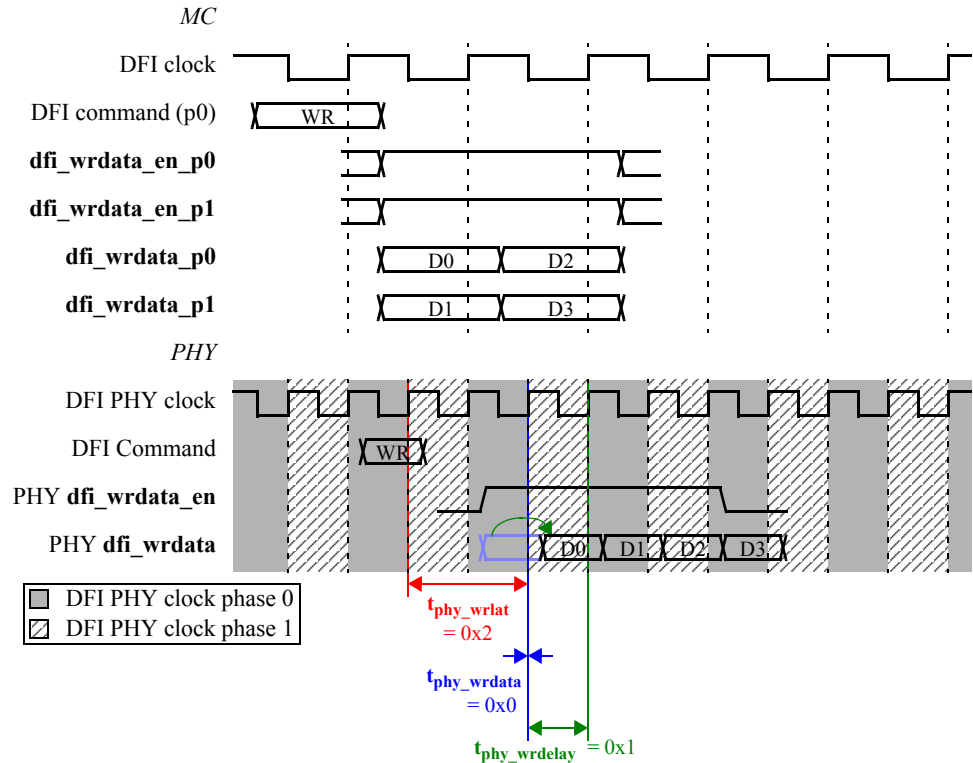 MC
DFI clock
DFI command (p0) WR
dfi_wrdata_en_p0
dfi_wrdata_en_p1
dfi_wrdata_p0 D0 D2
dfi_wrdata_p1 D1 D3
PHY
DFI PHY clock
DFI Command WR
PHY dfi_wrdata_en
PHY dfi_wrdata D0 D1 D2 D3
DFI PHY clock phase 0
DFI PHY clock phase 1
tphy_wrlat
= 0x2
tphy_wrdata
= 0x0
tphy_wrdelay = 0x1